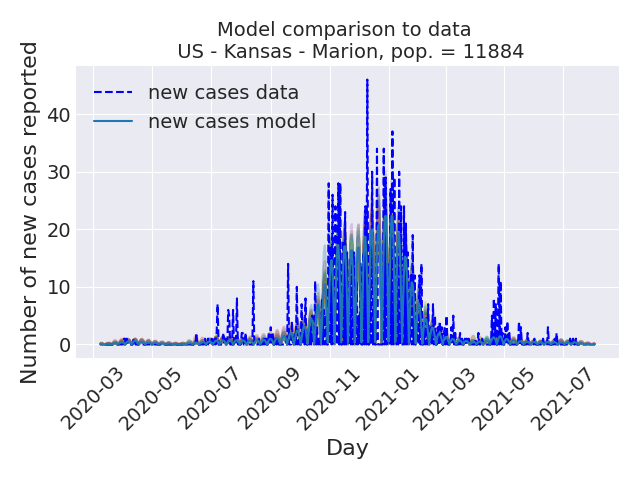 Model comparison to data
US - Kansas - Marion, pop. = 11884
Number of new cases reported
40
30
20
10
0
new cases data
new cases model
2020-03
2020-05
2020-07
2020-09
2020-11
2021-01
2021-03
2021-05
2021-07
Day